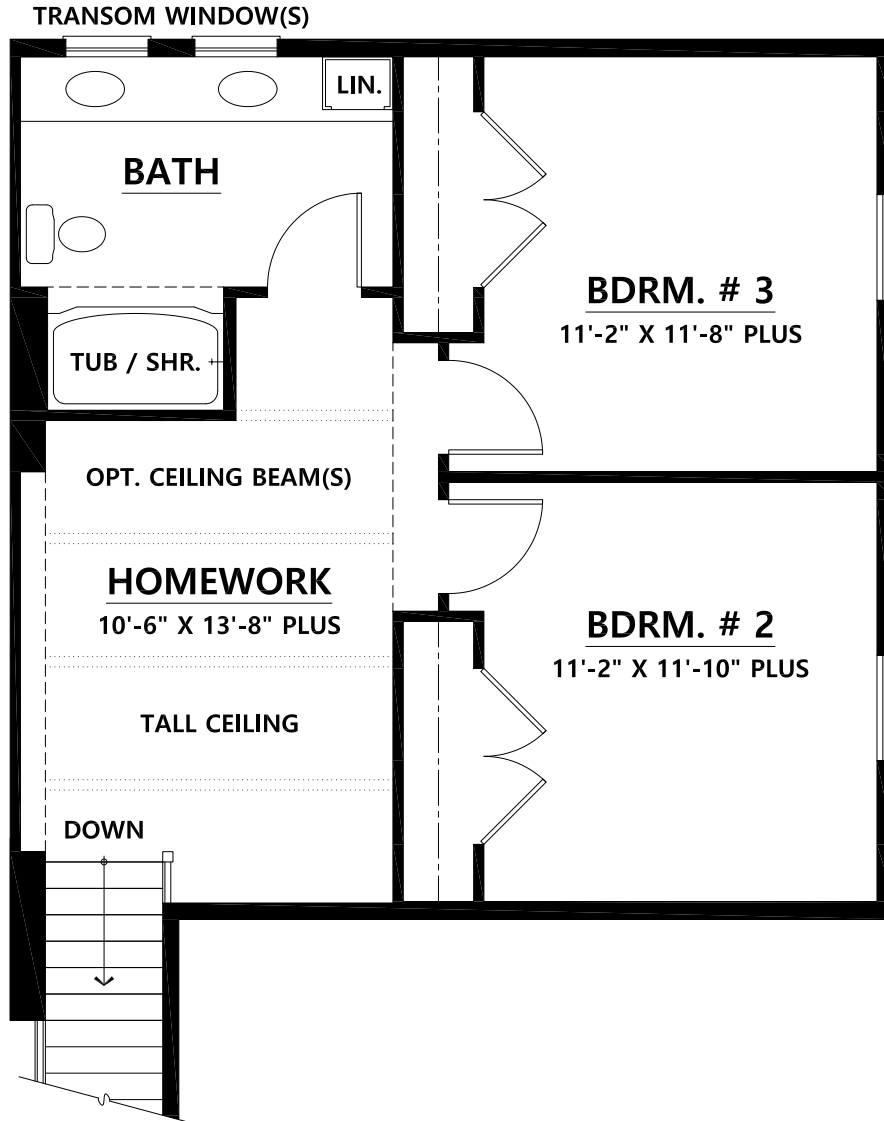 TRANSOM WINDOW(S)
LIN.
BATH
BDRM. # 3
11'-2" X 11'-8" PLUS
TUB / SHR.
OPT. CEILING BEAM(S)
HOMEWORK
10'-6" X 13'-8" PLUS
BDRM. # 2
11'-2" X 11'-10" PLUS
TALL CEILING
DOWN